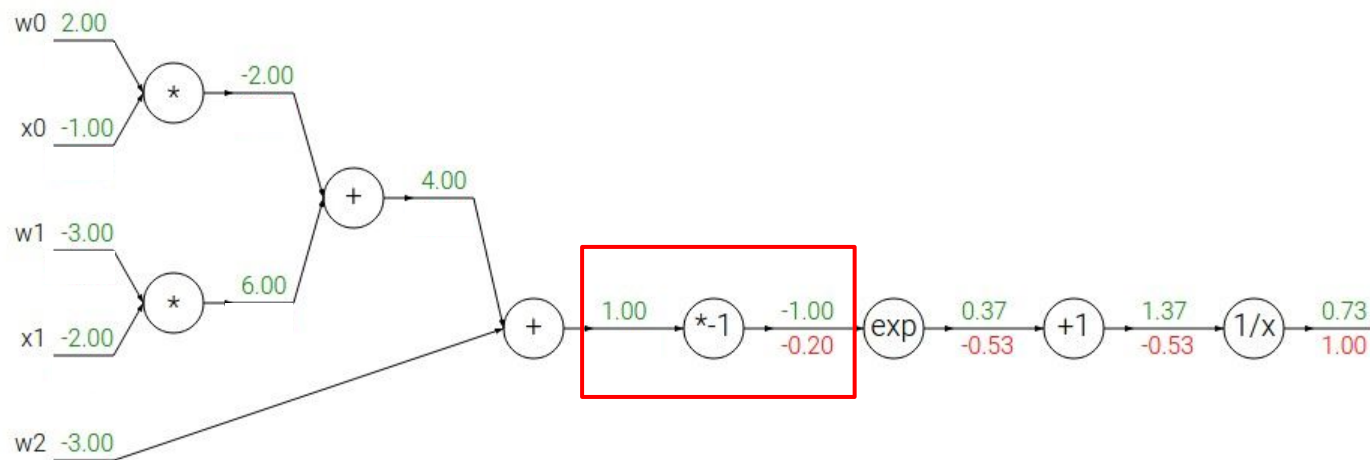 w0 2.00
-2.00
*
x0 -1.00
4.00
+
w1 -3.00
6.00
*
x1 -2.00
1.00 -1.00 0.37 1.37 0.73
+ *-1 exp +1 1/x
-0.20 -0.53 -0.53 1.00
w2 -3.00